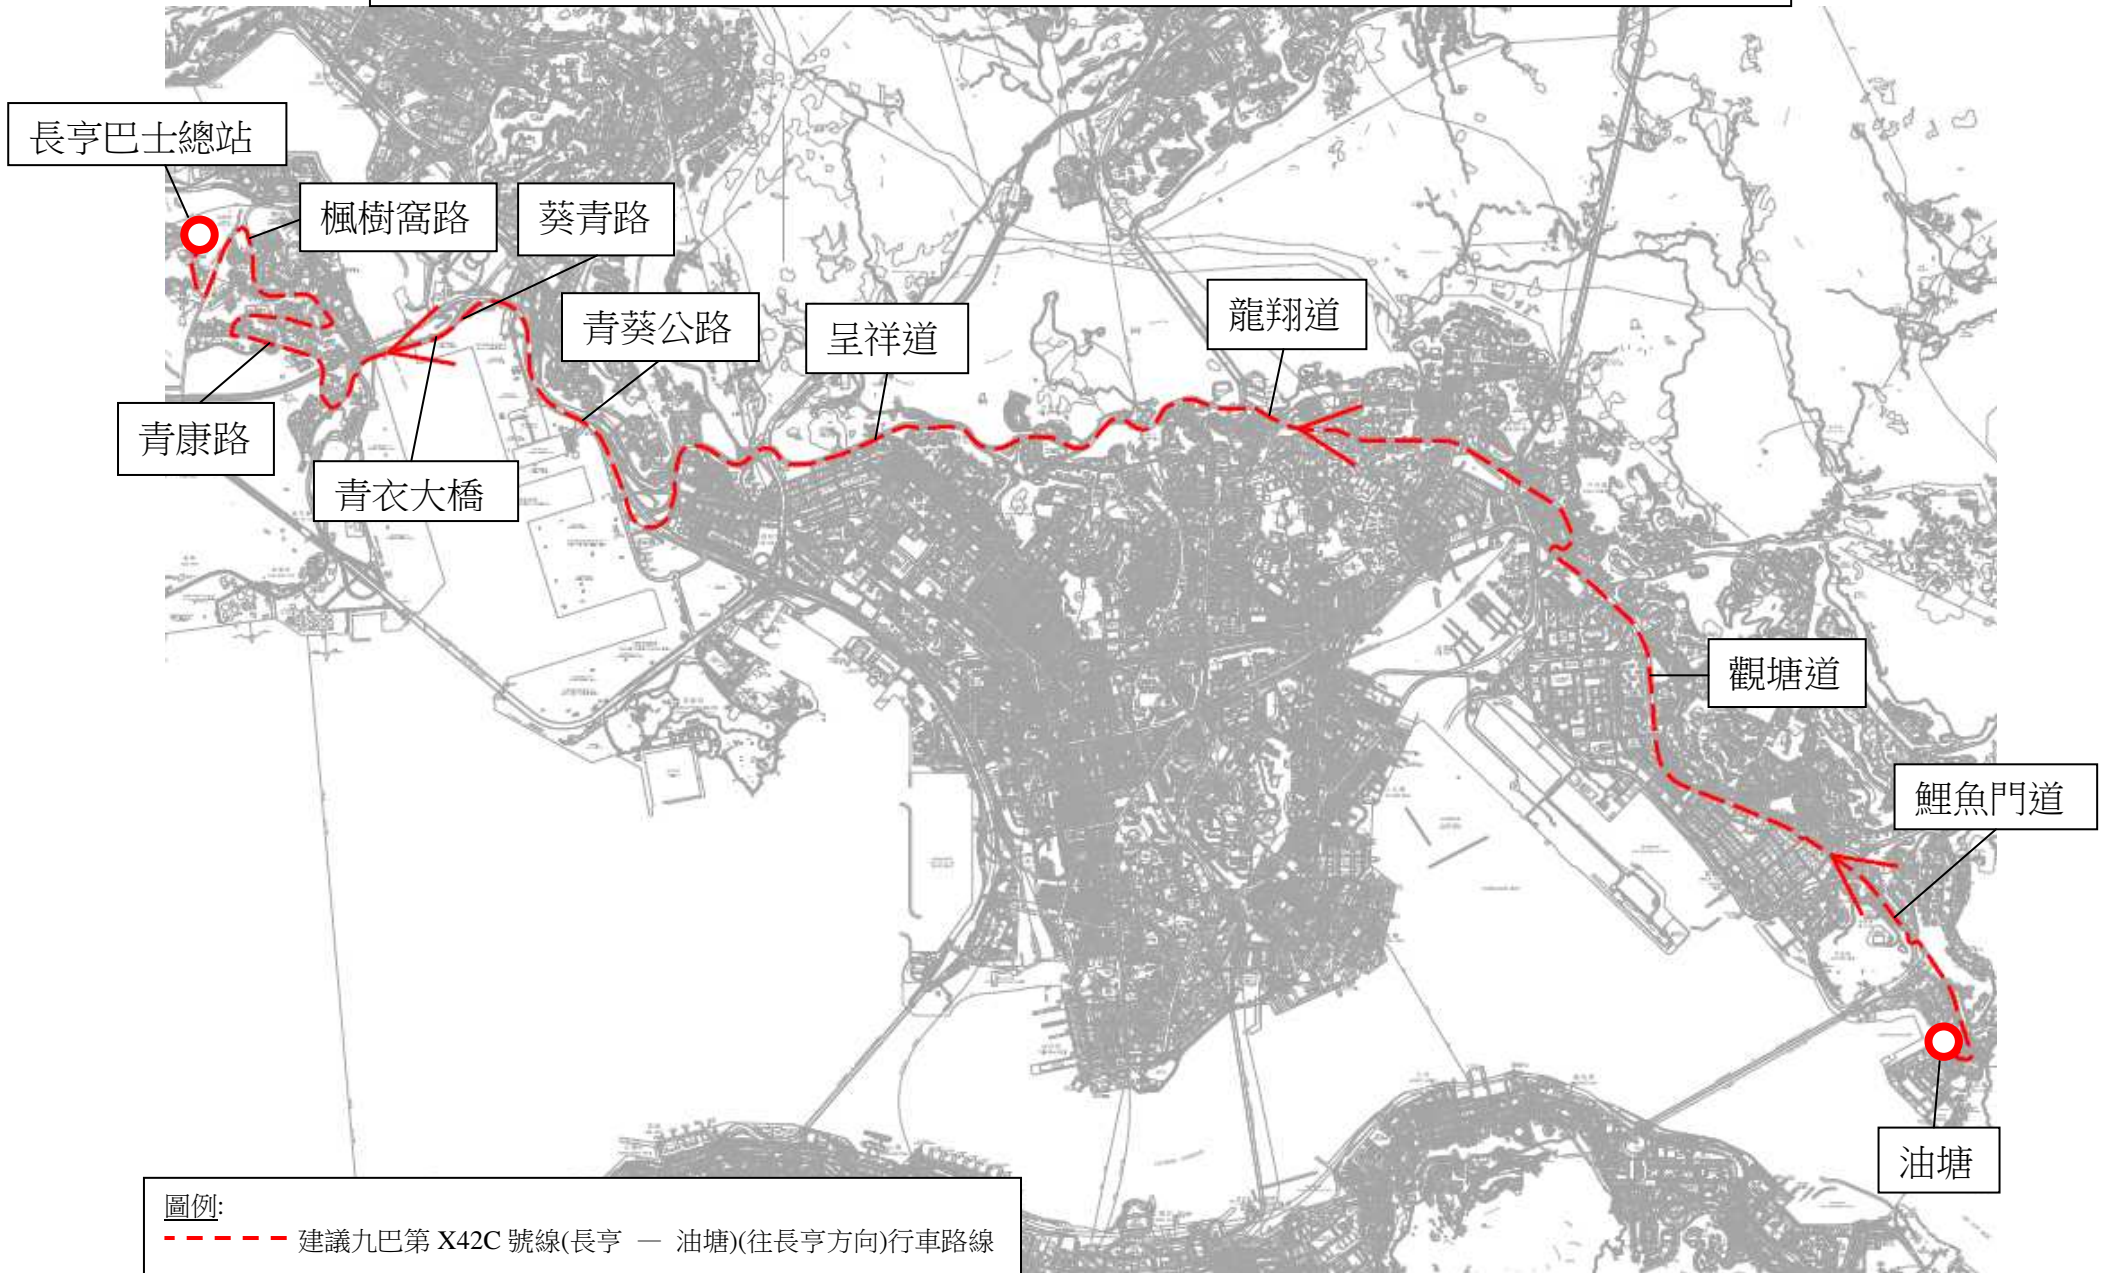 長亨巴士總站
楓樹窩路
葵青路
青葵公路
呈祥道
龍翔道
青康路
青衣大橋
觀塘道
鯉魚門道
油塘
圖例:
建議九巴第 X42C 號線(長亨 — 油塘)(往長亨方向)行車路線